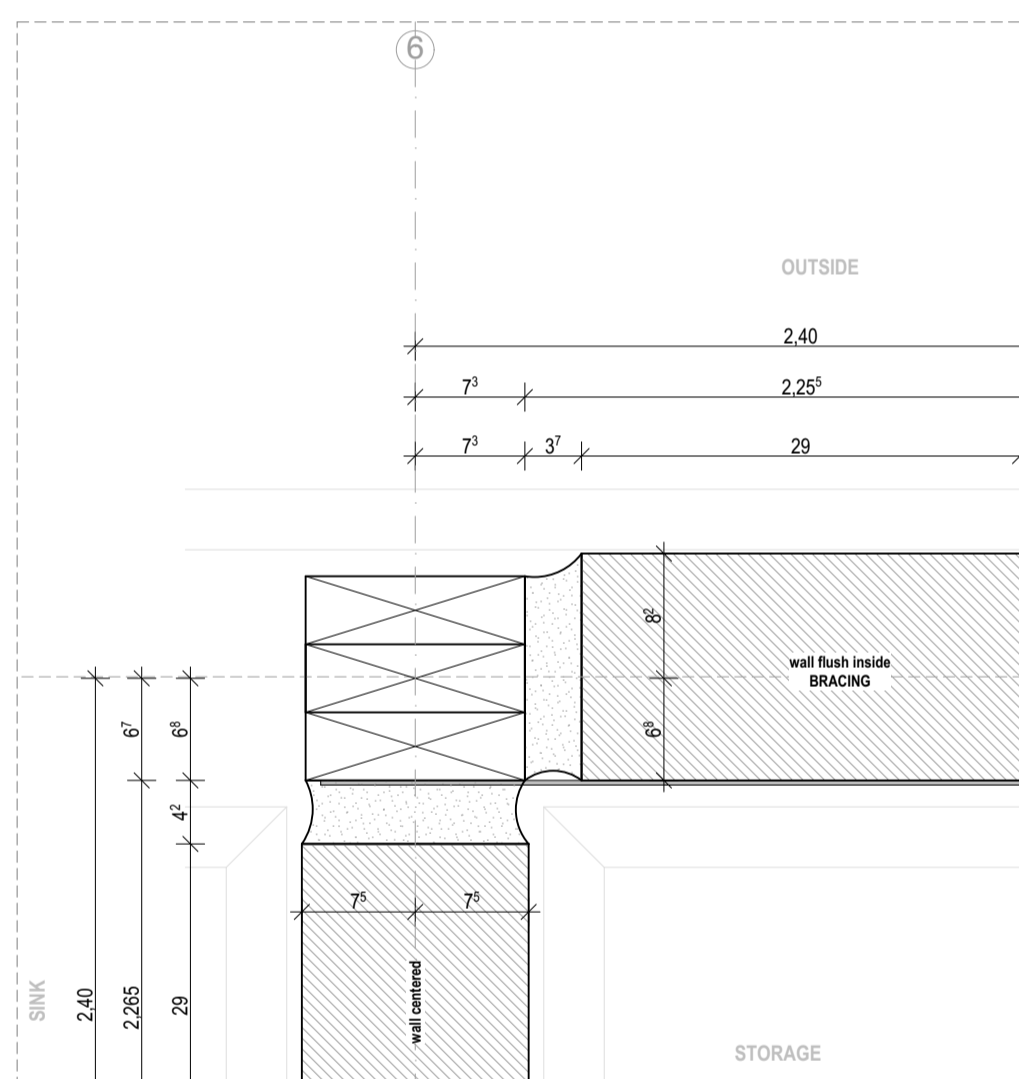 6
OUTSIDE
2,40
7³
2,25⁵
7³
3⁷
29
8²
wall flush inside
BRACING
6⁷
6⁸
6⁸
4²
7⁵
7⁵
wall centered
SINK
2,40
2,265
29
STORAGE